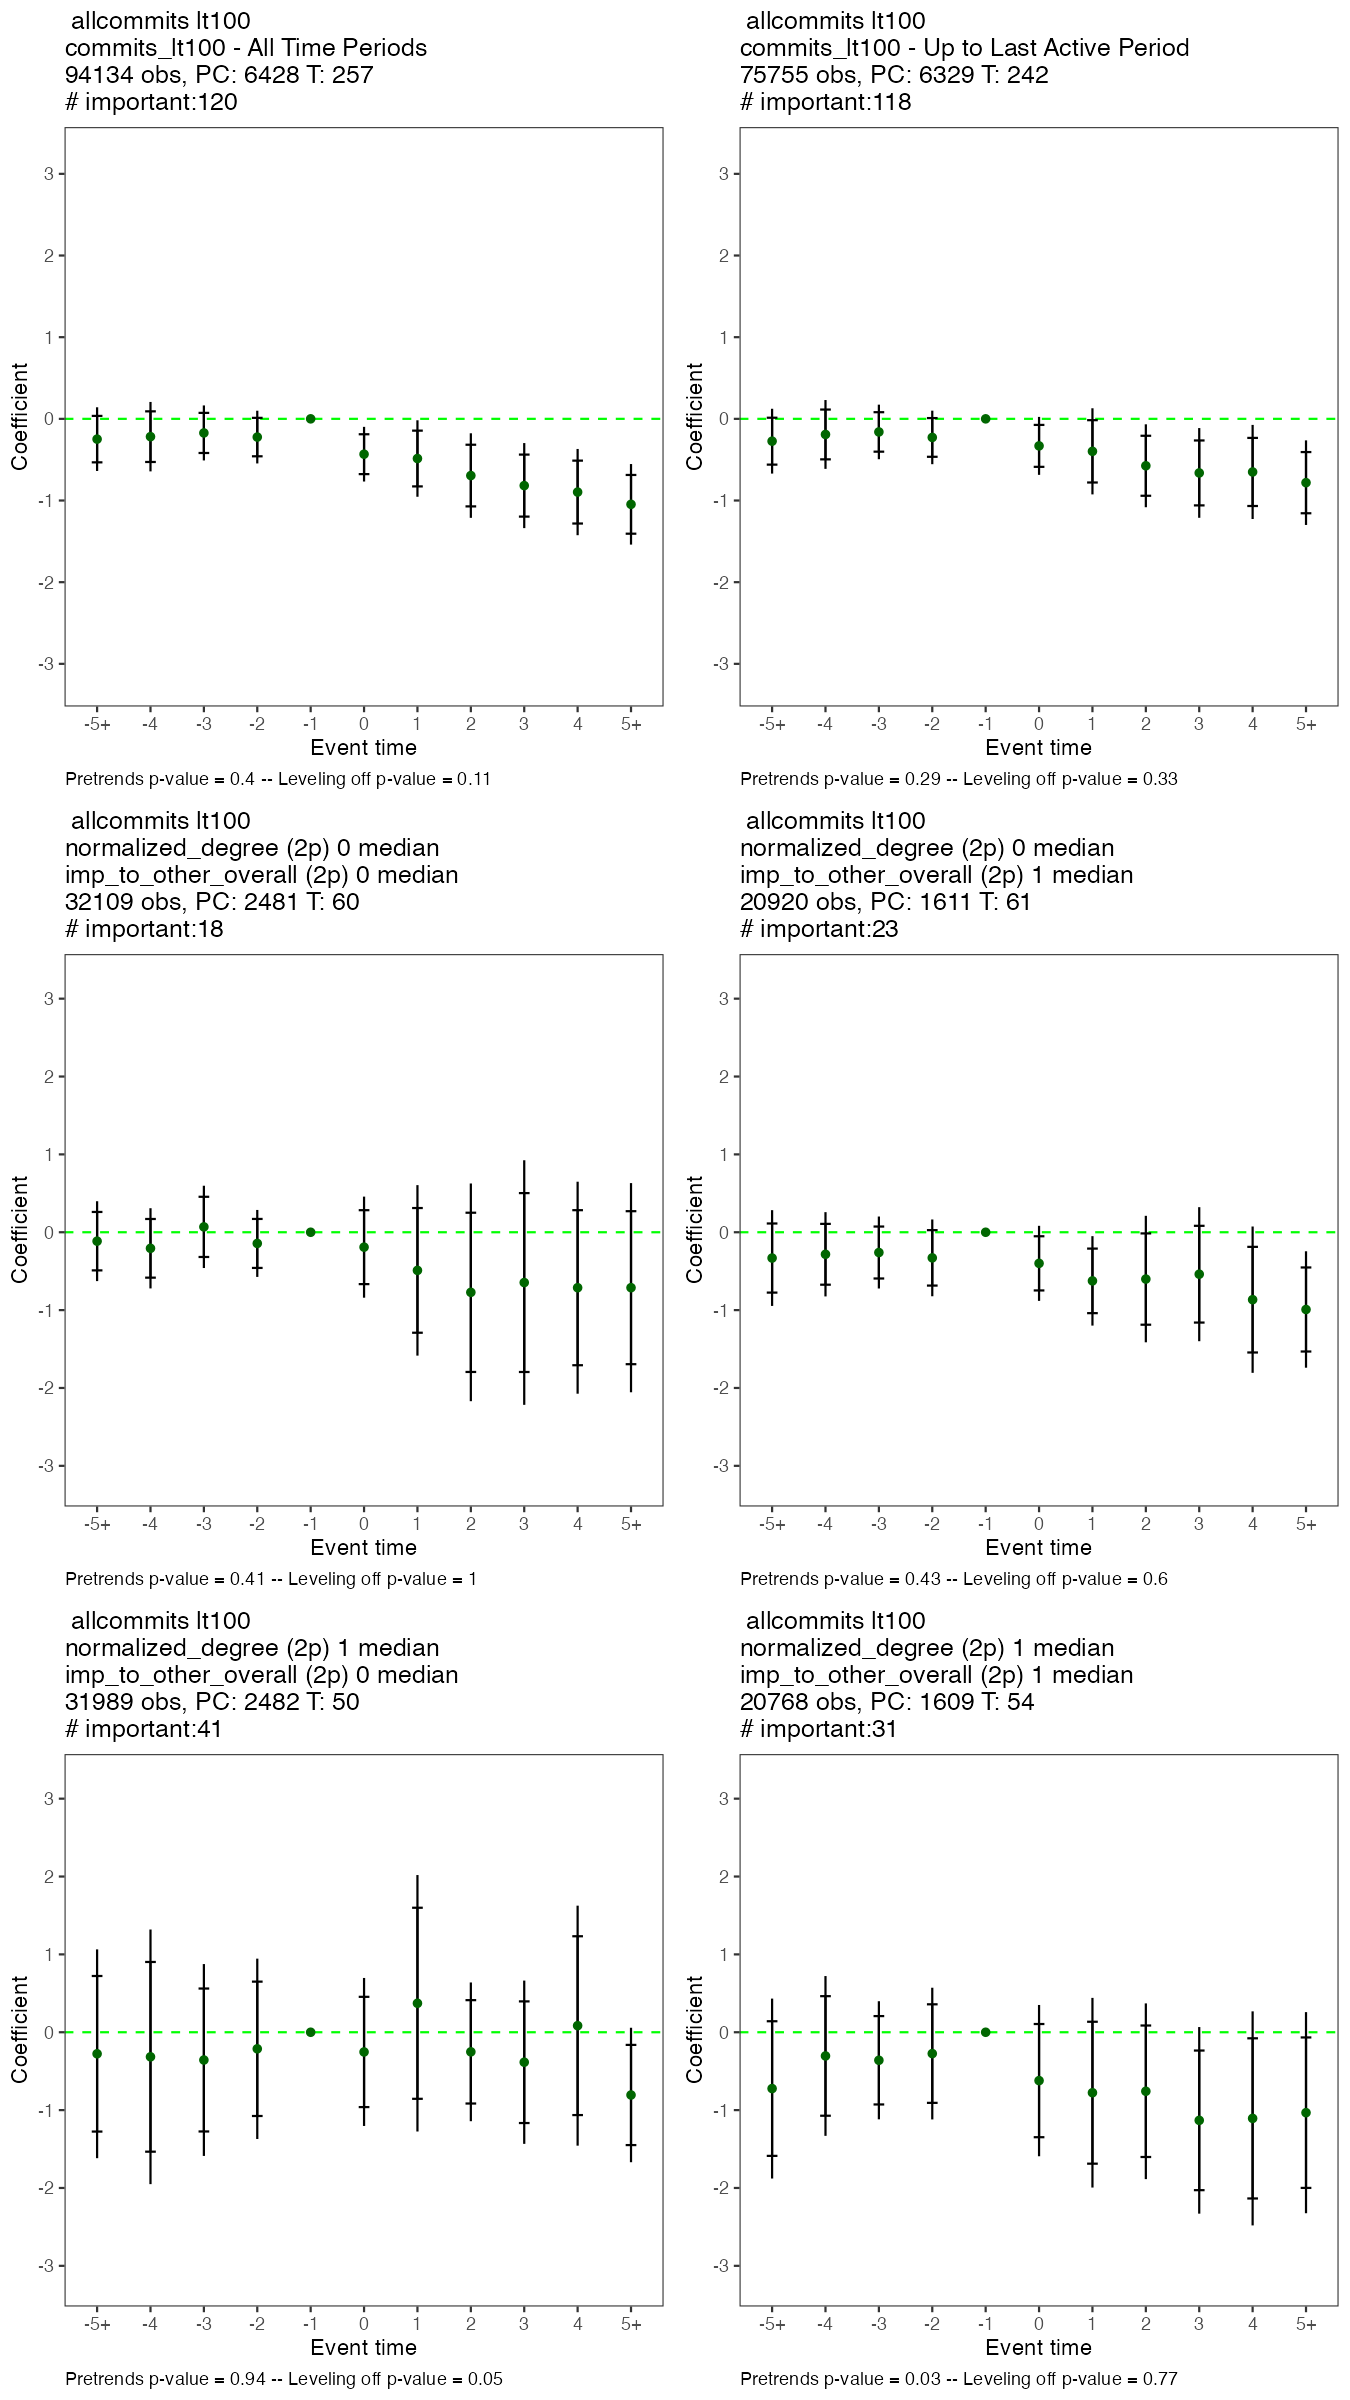 allcommits lt100
commits_lt100 - All Time Periods
94134 obs, PC: 6428 T: 257
# important:120
3
2
1
0
-1
-2
-3
Coefficient
-5+ -4 -3 -2 -1 0 1 2 3 4 5+
Event time
Pretrends p-value = 0.4 -- Leveling off p-value = 0.11
allcommits lt100
commits_lt100 - Up to Last Active Period
75755 obs, PC: 6329 T: 242
# important:118
3
2
1
0
-1
-2
-3
Coefficient
-5+ -4 -3 -2 -1 0 1 2 3 4 5+
Event time
Pretrends p-value = 0.29 -- Leveling off p-value = 0.33
allcommits lt100
normalized_degree (2p) 0 median
imp_to_other_overall (2p) 0 median
32109 obs, PC: 2481 T: 60
# important:18
3
2
1
0
-1
-2
-3
Coefficient
-5+ -4 -3 -2 -1 0 1 2 3 4 5+
Event time
Pretrends p-value = 0.41 -- Leveling off p-value = 1
allcommits lt100
normalized_degree (2p) 0 median
imp_to_other_overall (2p) 1 median
20920 obs, PC: 1611 T: 61
# important:23
3
2
1
0
-1
-2
-3
Coefficient
-5+ -4 -3 -2 -1 0 1 2 3 4 5+
Event time
Pretrends p-value = 0.43 -- Leveling off p-value = 0.6
allcommits lt100
normalized_degree (2p) 1 median
imp_to_other_overall (2p) 0 median
31989 obs, PC: 2482 T: 50
# important:41
3
2
1
0
-1
-2
-3
Coefficient
-5+ -4 -3 -2 -1 0 1 2 3 4 5+
Event time
Pretrends p-value = 0.94 -- Leveling off p-value = 0.05
allcommits lt100
normalized_degree (2p) 1 median
imp_to_other_overall (2p) 1 median
20768 obs, PC: 1609 T: 54
# important:31
3
2
1
0
-1
-2
-3
Coefficient
-5+ -4 -3 -2 -1 0 1 2 3 4 5+
Event time
Pretrends p-value = 0.03 -- Leveling off p-value = 0.77